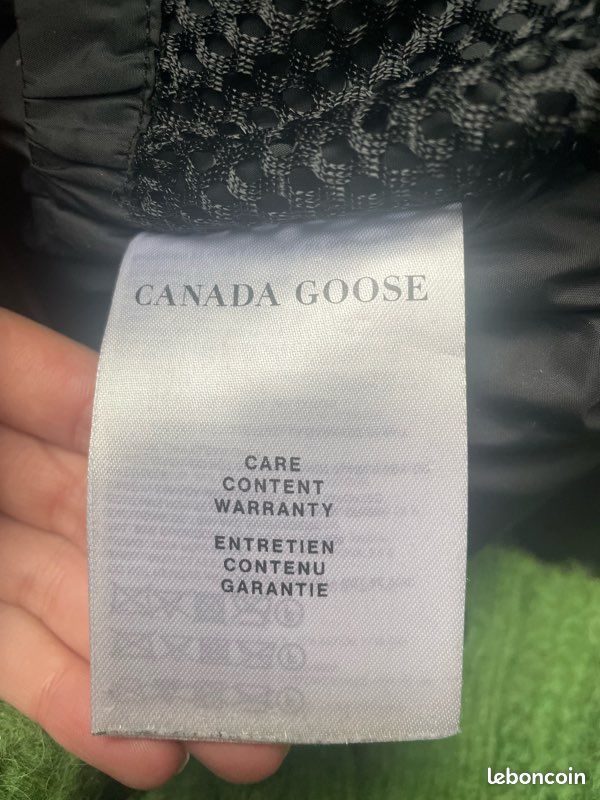 CANADA GOOSE
CARE
CONTENT
WARRANTY
ENTRETIEN
CONTENU
GARANTIE
leboncoin